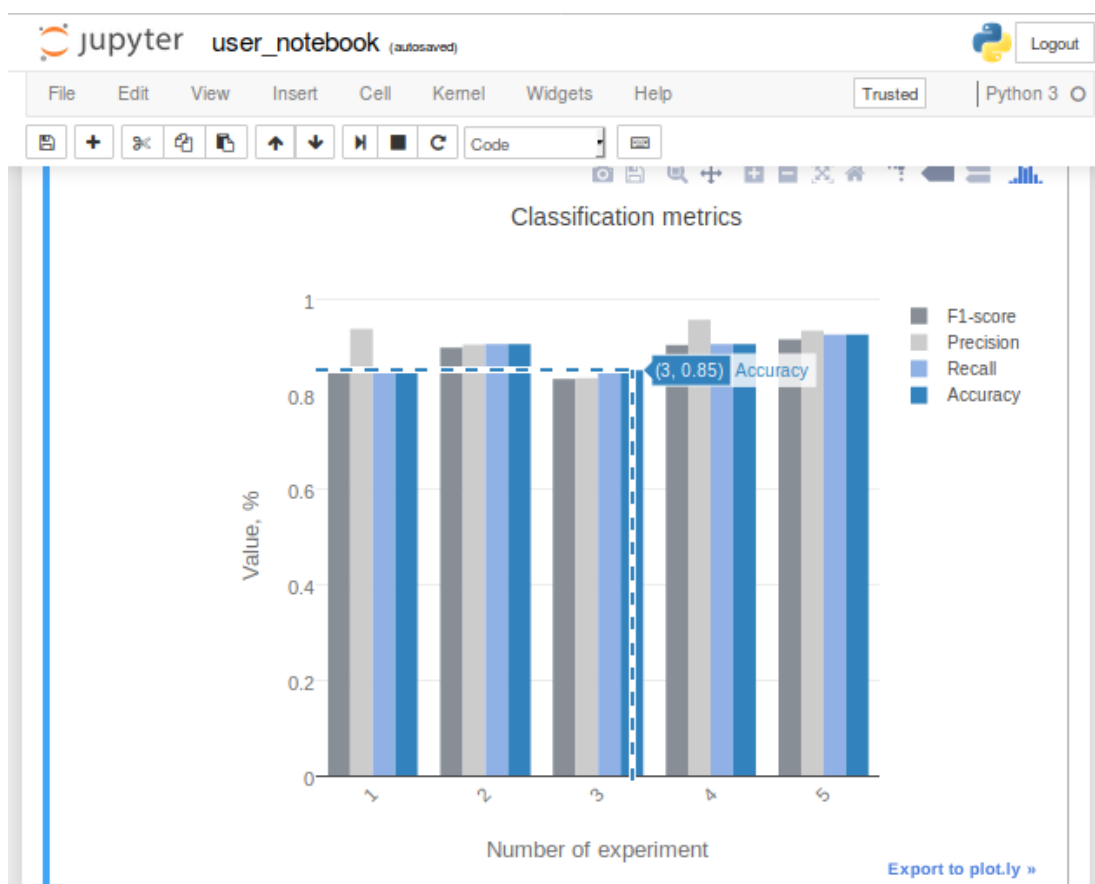 jupyter user_notebook (autosaved) Logout
File Edit View Insert Cell Kernel Widgets Help Trusted Python 3
Code
Classification metrics
1
0.8
0.6
0.4
0.2
0
Value, %
(3, 0.85) Accuracy
F1-score
Precision
Recall
Accuracy
1 2 3 4 5
Number of experiment
Export to plot.ly »